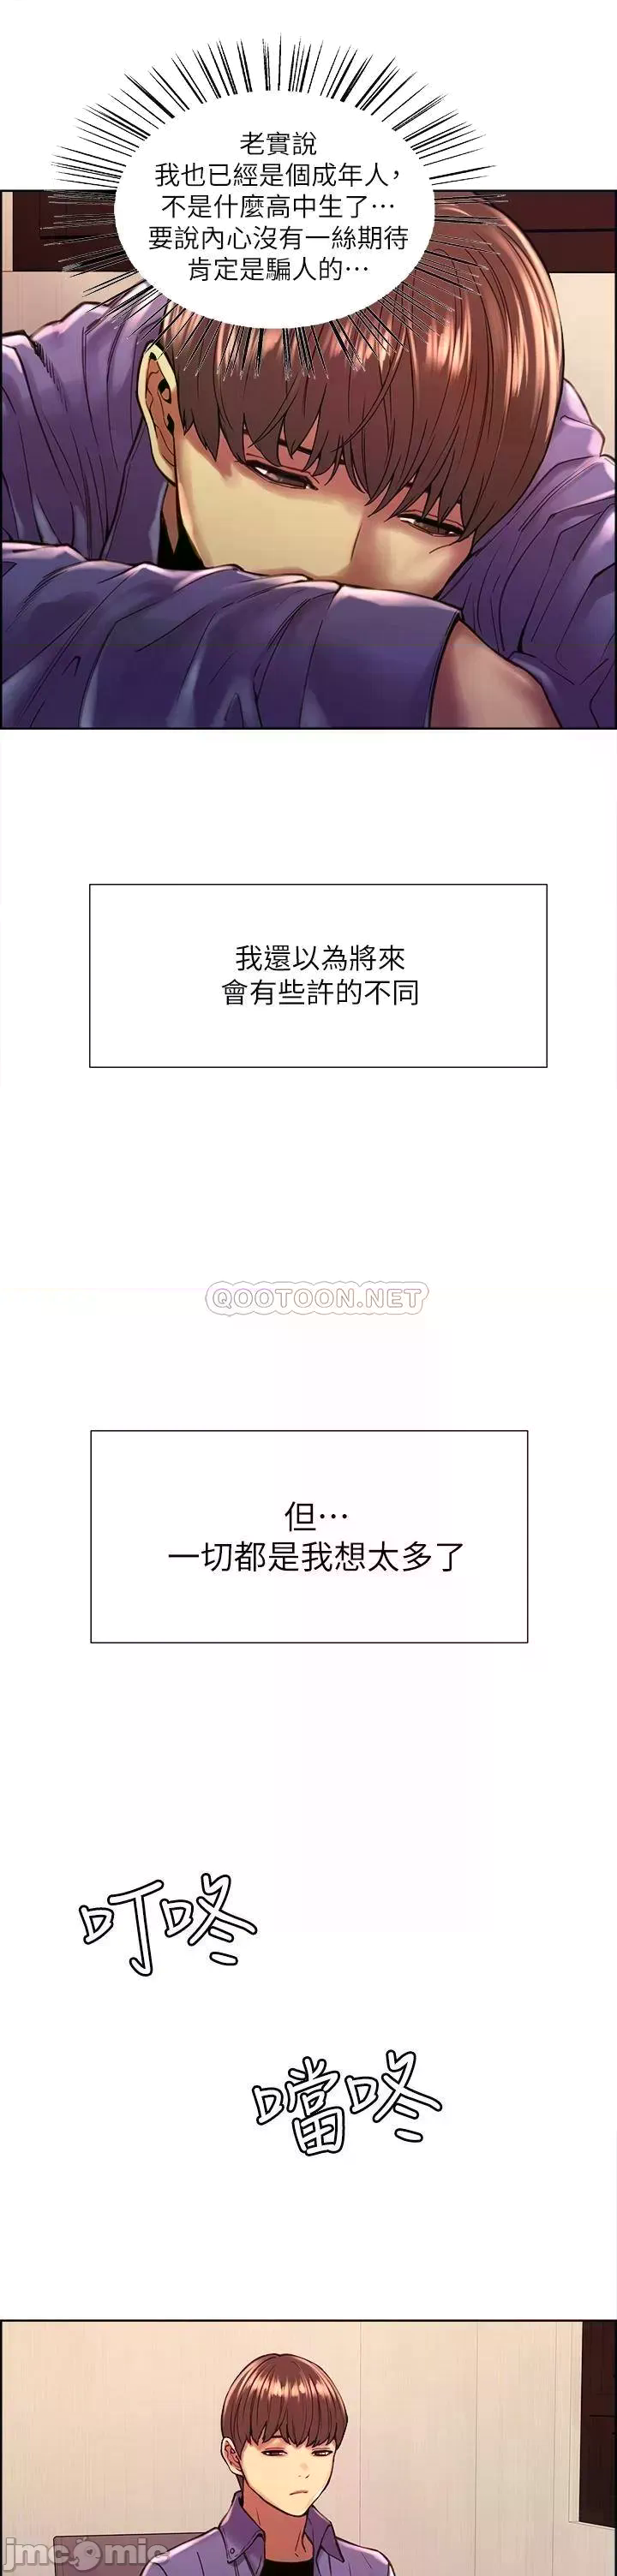 老實說
我也已經是個成年人，
不是什麼高中生了…
要說內心沒有一絲期待
肯定是騙人的…
我還以為將來
會有些許的不同
QOOTOON.NET
但…
一切都是我想太多了
叮咚
噹咚
jmcomic